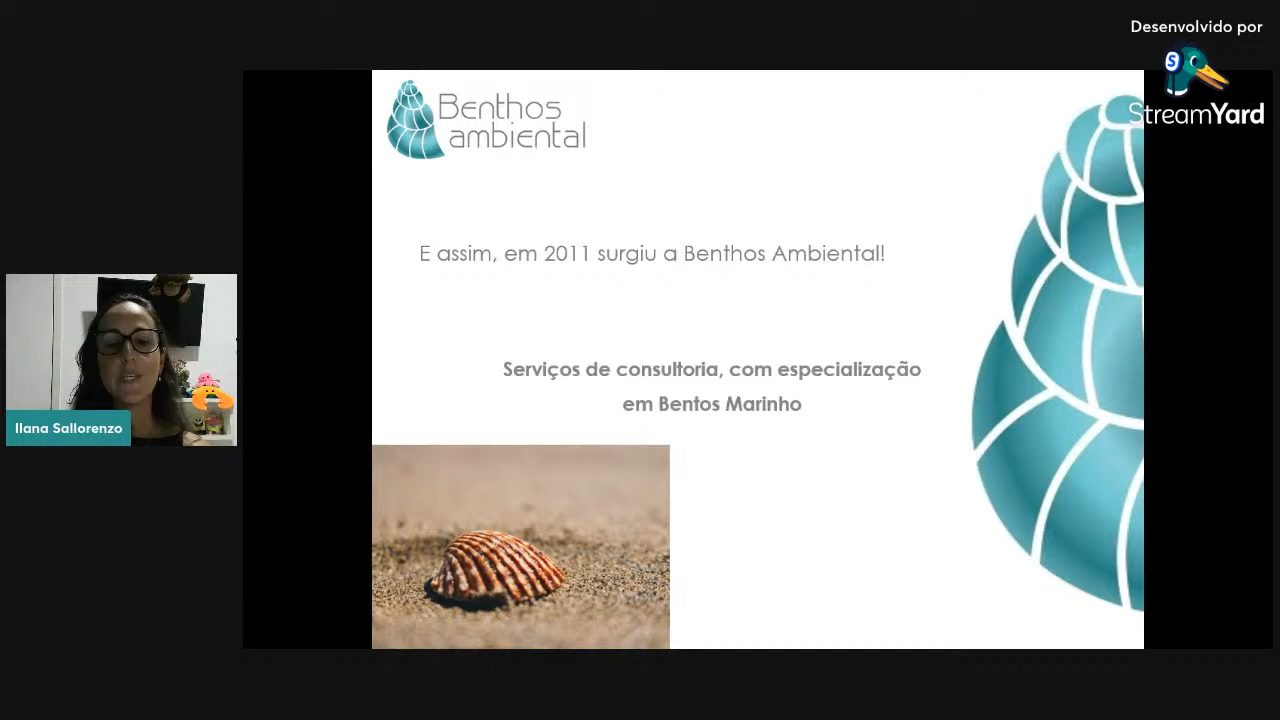 Desenvolvido por
S
StreamYard
Benthos
ambiental
E assim, em 2011 surgiu a Benthos Ambiental!
Serviços de consultoria, com especialização
em Bentos Marinho
Ilana Sallorenzo